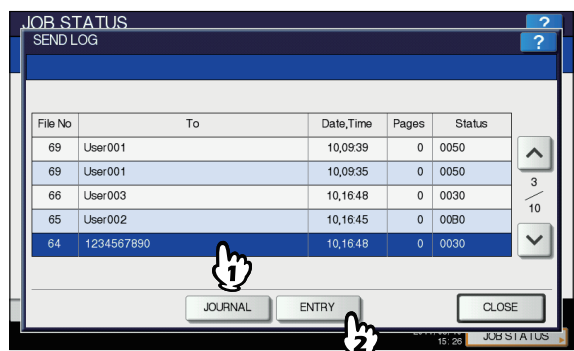 JOB STATUS ?
SEND LOG ?
File No To Date,Time Pages Status
69 User001 10,09:39 0 0050
69 User001 10,09:35 0 0050
66 User003 10,16:48 0 0030
65 User002 10,16:45 0 00B0
64 1234567890 10,16:48 0 0030
3
10
1
JOURNAL ENTRY CLOSE
2
15: 26 JOB STATUS